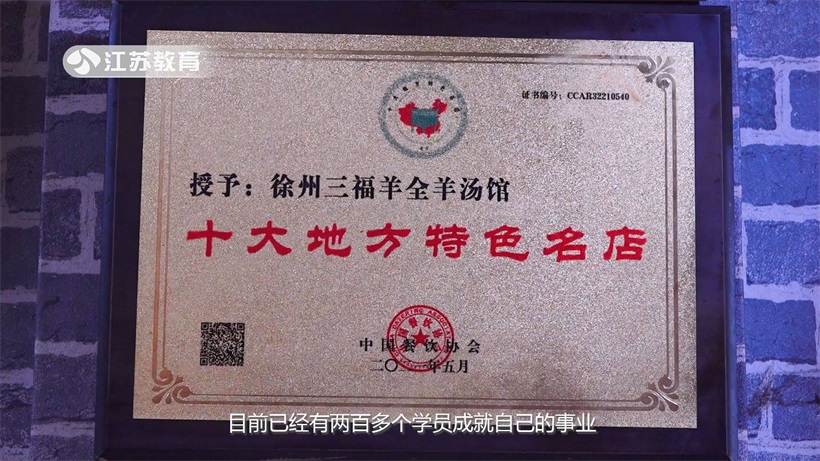 江苏教育
证书编号：CCAR32210540
授予：徐州三福羊全羊汤馆
十大地方特色名店
中国餐饮协会
年五月
目前已经有两百多个学员成就自己的事业